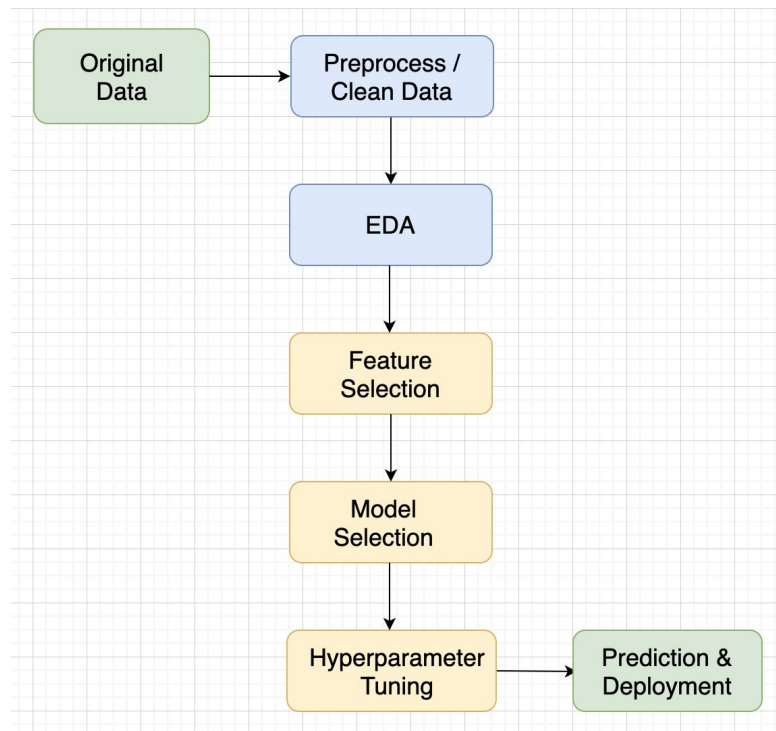 Original
Data
Preprocess /
Clean Data
EDA
Feature
Selection
Model
Selection
Hyperparameter
Tuning
Prediction &
Deployment